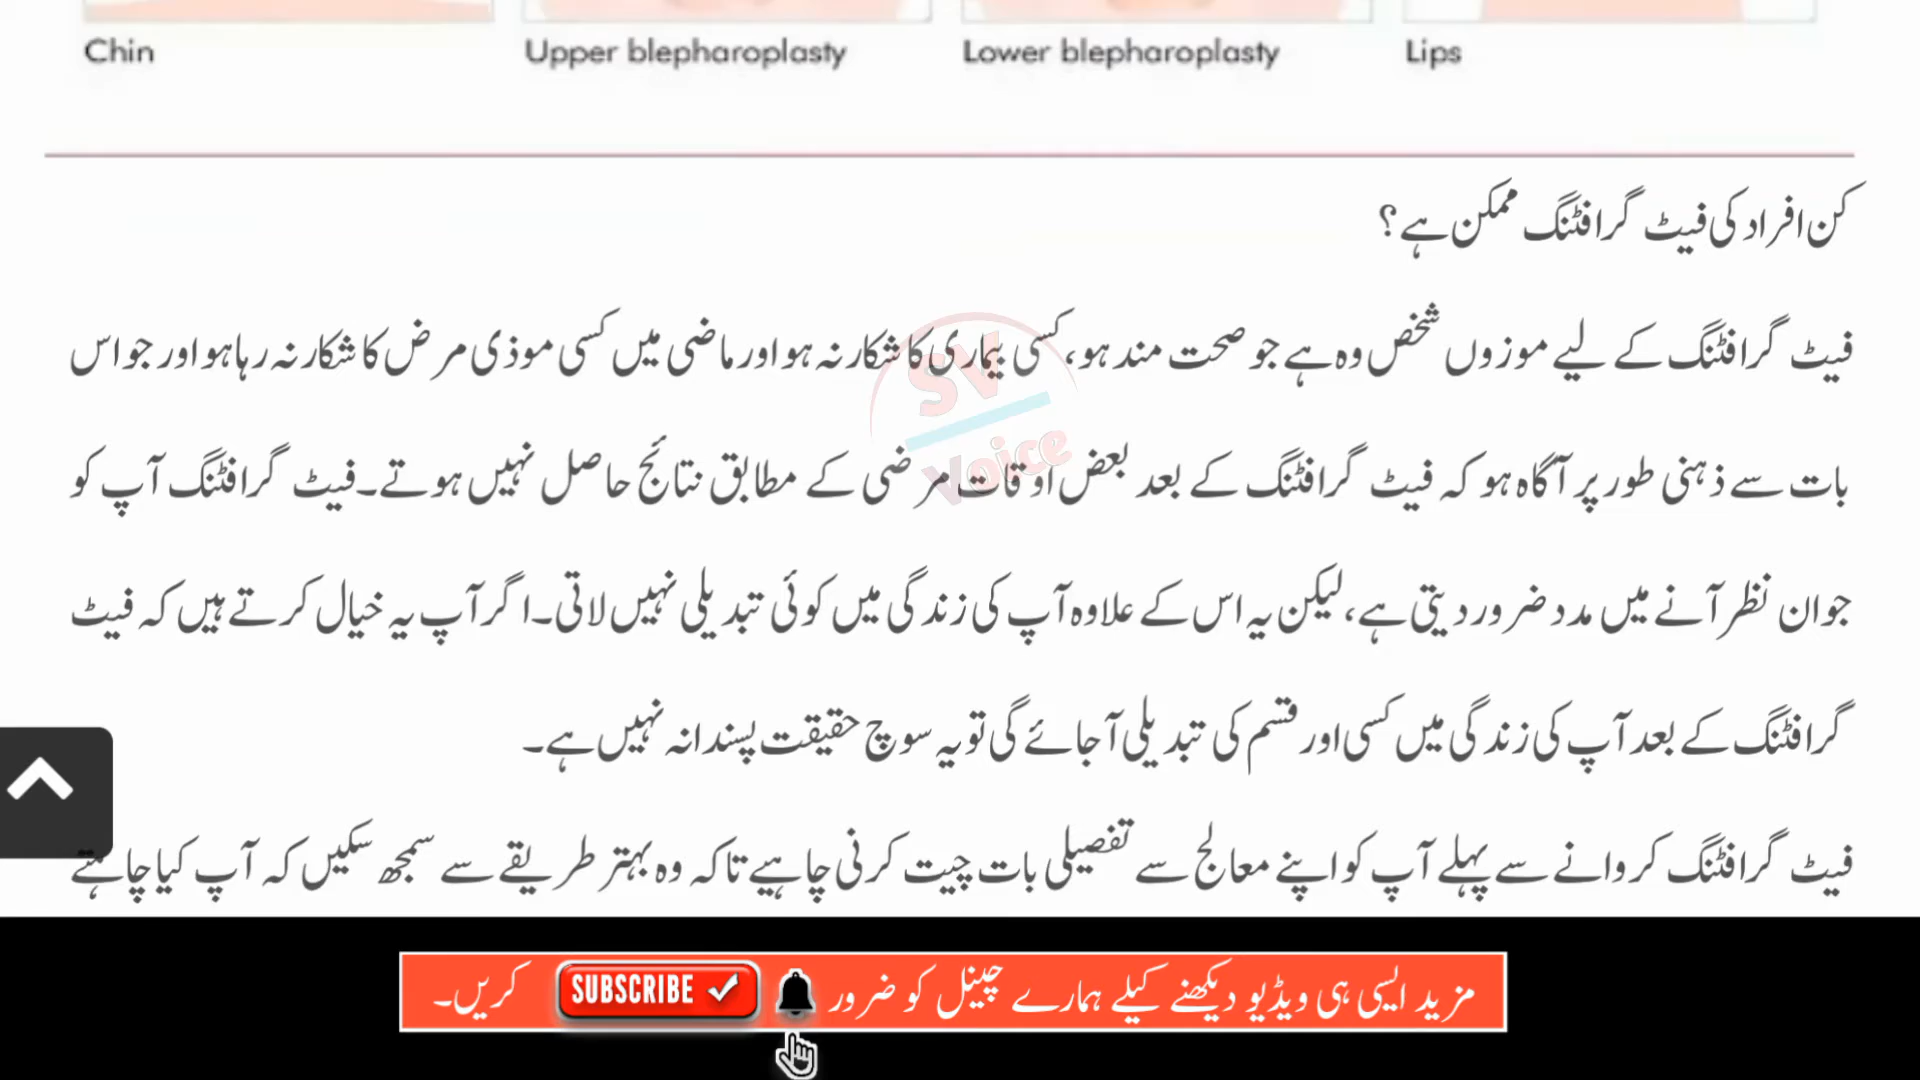 Chin
Upper blepharoplasty
Lower blepharoplasty
Lips
کن افراد کی فیٹ گرافٹنگ ممکن ہے؟
فیٹ گرافٹنگ کے لیے موزوں شخص وہ ہے جو صحت مند ہو، کسی بیماری کا شکار نہ ہو اور ماضی میں کسی موذی مرض کا شکار نہ رہا ہو اور جو اس
بات سے ذہنی طور پر آگاہ ہو کہ فیٹ گرافٹنگ کے بعد بعض اوقات مرضی کے مطابق نتائج حاصل نہیں ہوتے۔ فیٹ گرافٹنگ آپ کو
جوان نظر آنے میں مدد ضرور دیتی ہے، لیکن یہ اس کے علاوہ آپ کی زندگی میں کوئی تبدیلی نہیں لاتی۔ اگر آپ یہ خیال کرتے ہیں کہ فیٹ
گرافٹنگ کے بعد آپ کی زندگی میں کسی اور قسم کی تبدیلی آ جائے گی تو یہ سوچ حقیقت پسندانہ نہیں ہے۔
فیٹ گرافٹنگ کروانے سے پہلے آپ کو اپنے معالج سے تفصیلی بات چیت کرنی چاہیے تاکہ وہ بہتر طریقے سے سمجھ سکیں کہ آپ کیا چاہتے
SV
Voice
مزید ایسی ہی ویڈیو دیکھنے کیلے ہمارے چینل کو ضرور SUBSCRIBE کریں۔